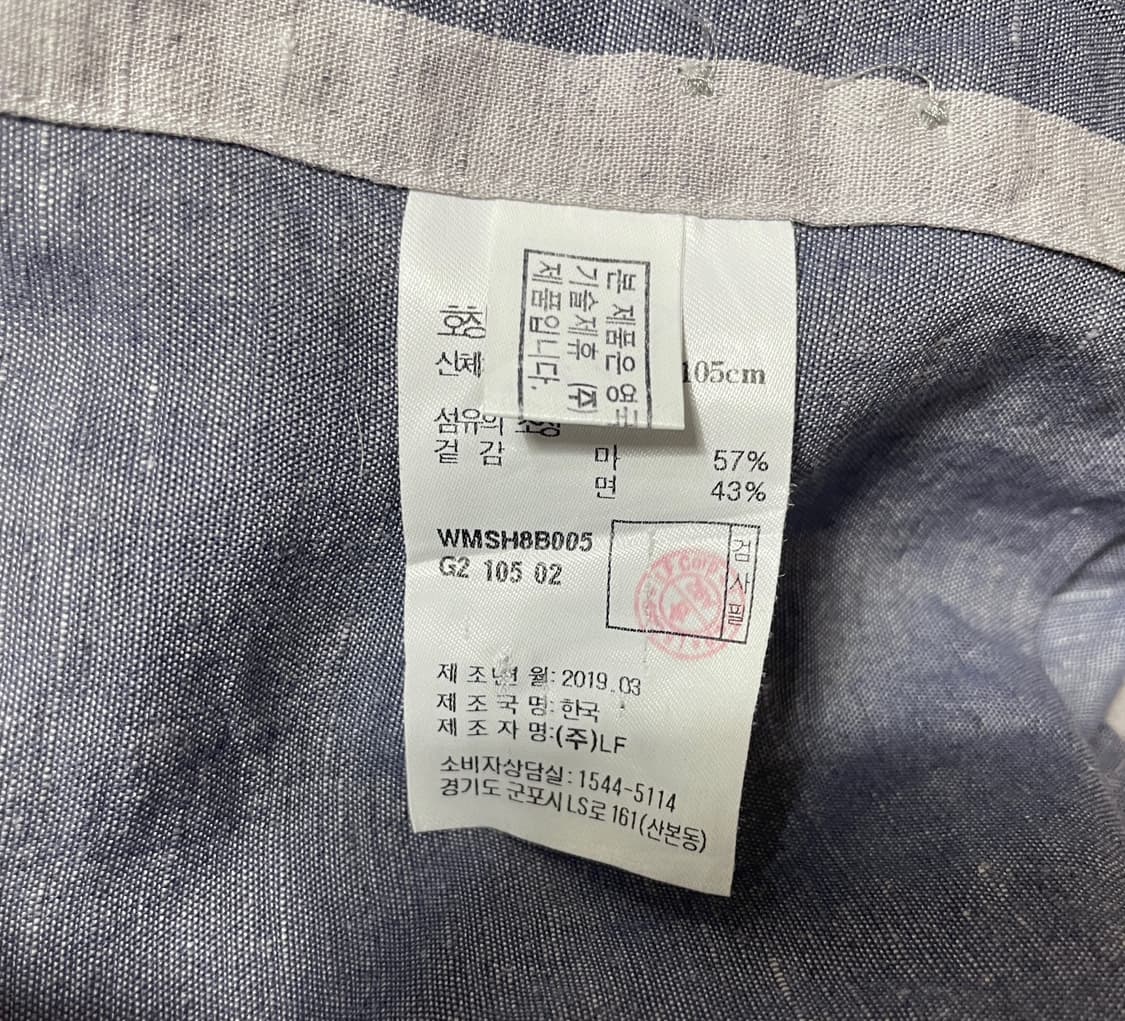 본 제품은 영국
기술제휴 (주)
제품입니다.
호칭
신체
105cm
섬유의 조성
겉 감 마 57%
면 43%
WMSH8B005
G2 105 02
검사필
LF Corp
제 조 년 월: 2019.03
제 조 국 명: 한국
제 조 자 명:(주)LF
소비자상담실: 1544-5114
경기도 군포시 LS로 161(산본동)